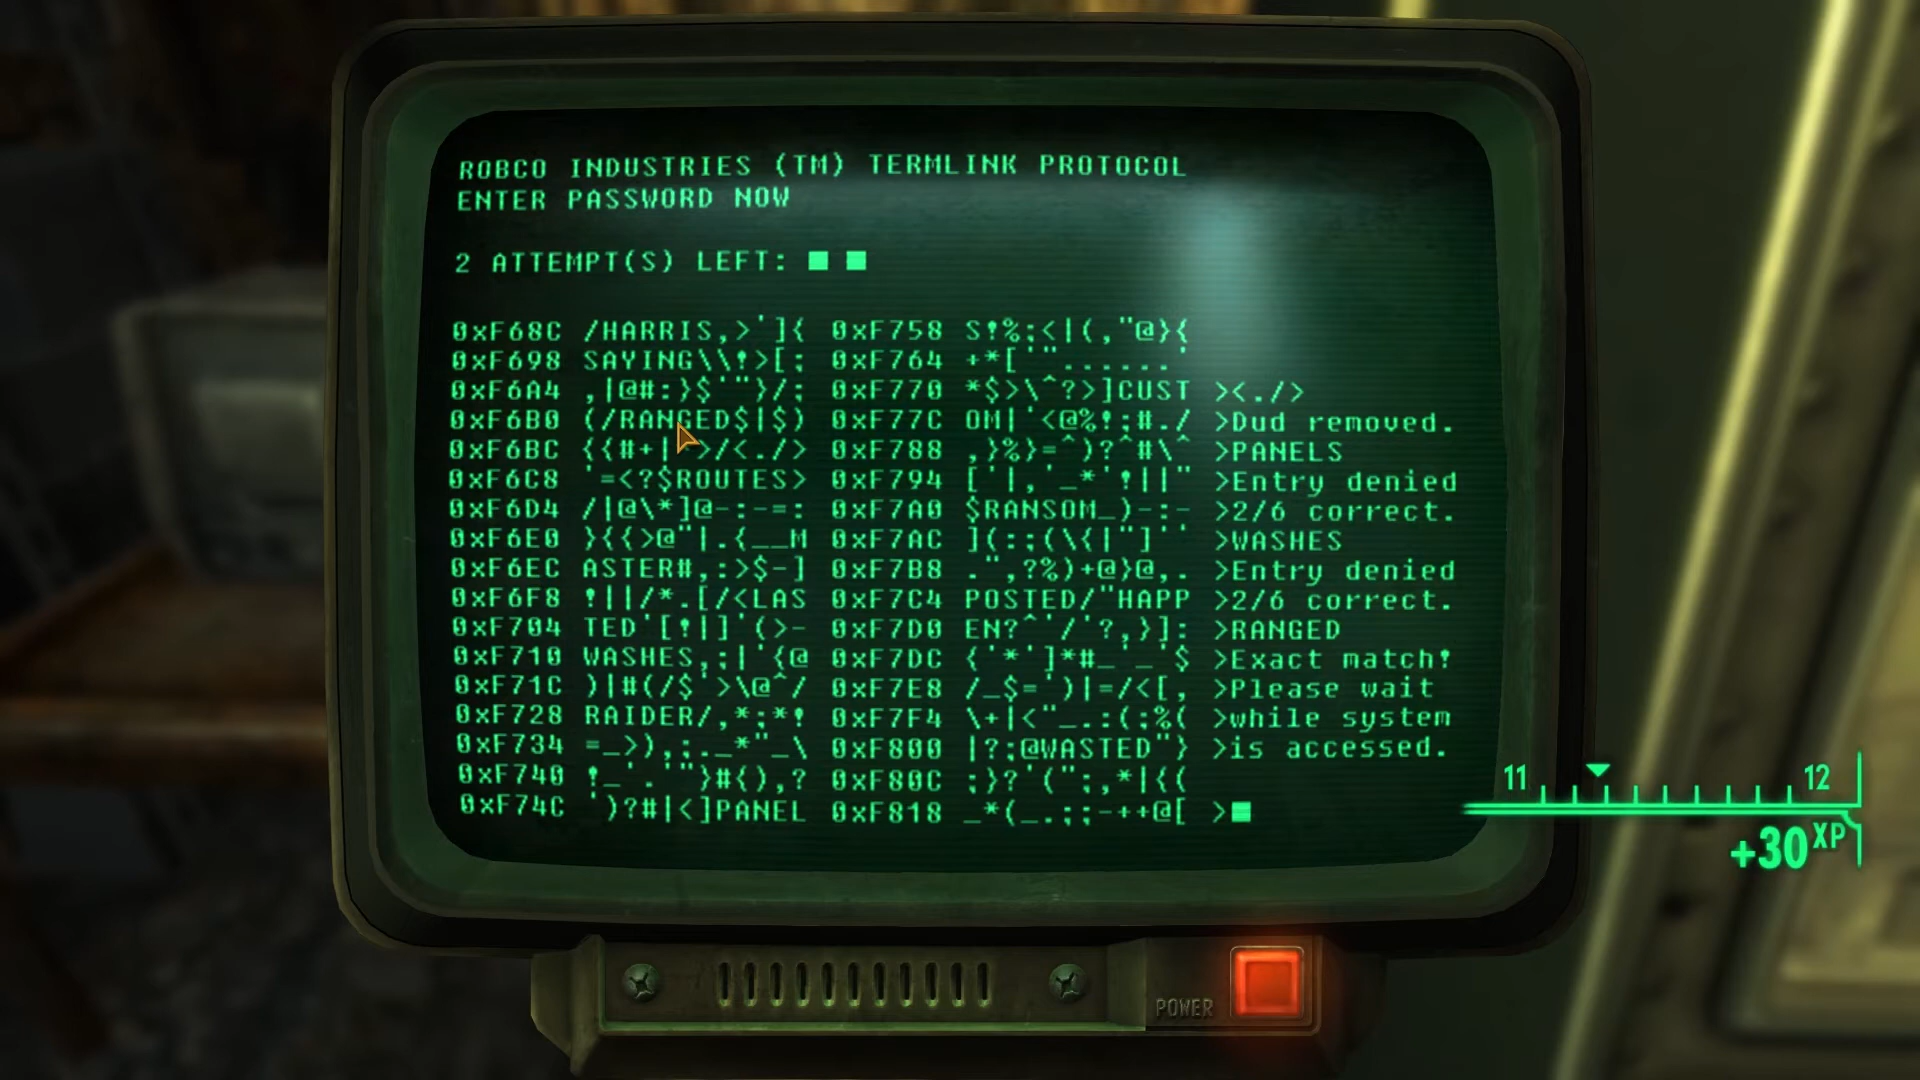 ROBCO INDUSTRIES (TM) TERMLINK PROTOCOL
ENTER PASSWORD NOW
2 ATTEMPT(S) LEFT: ■ ■
0xF68C /HARRIS,>']{ 0xF758 S!%;<|(,"@}{
0xF698 SAYING\\!>[; 0xF764 +*['"......'
0xF6A4 ,|@#:}$'"}/; 0xF770 *$>\^?>]CUST ><./>
0xF6B0 (/RANGED$|$) 0xF77C OM|'<@%!;#./ >Dud removed.
0xF6BC 0xF788 ,}%}=^)?^#\^ >PANELS
0xF6C8 '=<?$ROUTES> 0xF794 ['|,'_*'!||" >Entry denied
0xF6D4 /|@\*]@-:-=: 0xF7A0 $RANSOM_)-:- >2/6 correct.
0xF6E0 }{{>@"|.{__M 0xF7AC ](:;(\{|"]'' >WASHES
0xF6EC ASTER#,:>$-] 0xF7B8 .",?%)+@}@,. >Entry denied
0xF6F8 !||/*.[/<LAS 0xF7C4 POSTED/"HAPP >2/6 correct.
0xF704 TED'[!|]'(>- 0xF7D0 EN?^'/'?,}]: >RANGED
0xF710 WASHES,;|'{@ 0xF7DC {'*']*#_'_'$ >Exact match!
0xF71C )|#(/$'>\@^/ 0xF7E8 /_$=')|=/<[, >Please wait
0xF728 RAIDER/,*;*! 0xF7F4 \+|<"_.:(;%( >while system
0xF734 =_>),;._*"_\ 0xF800 |?;@WASTED"} >is accessed.
0xF740 !_'.'"}#{),? 0xF80C ;}?'(";,*|{(
0xF74C ')?#|<]PANEL 0xF818 _*(_.;;-++@[ >■
11 12
+30 XP
POWER